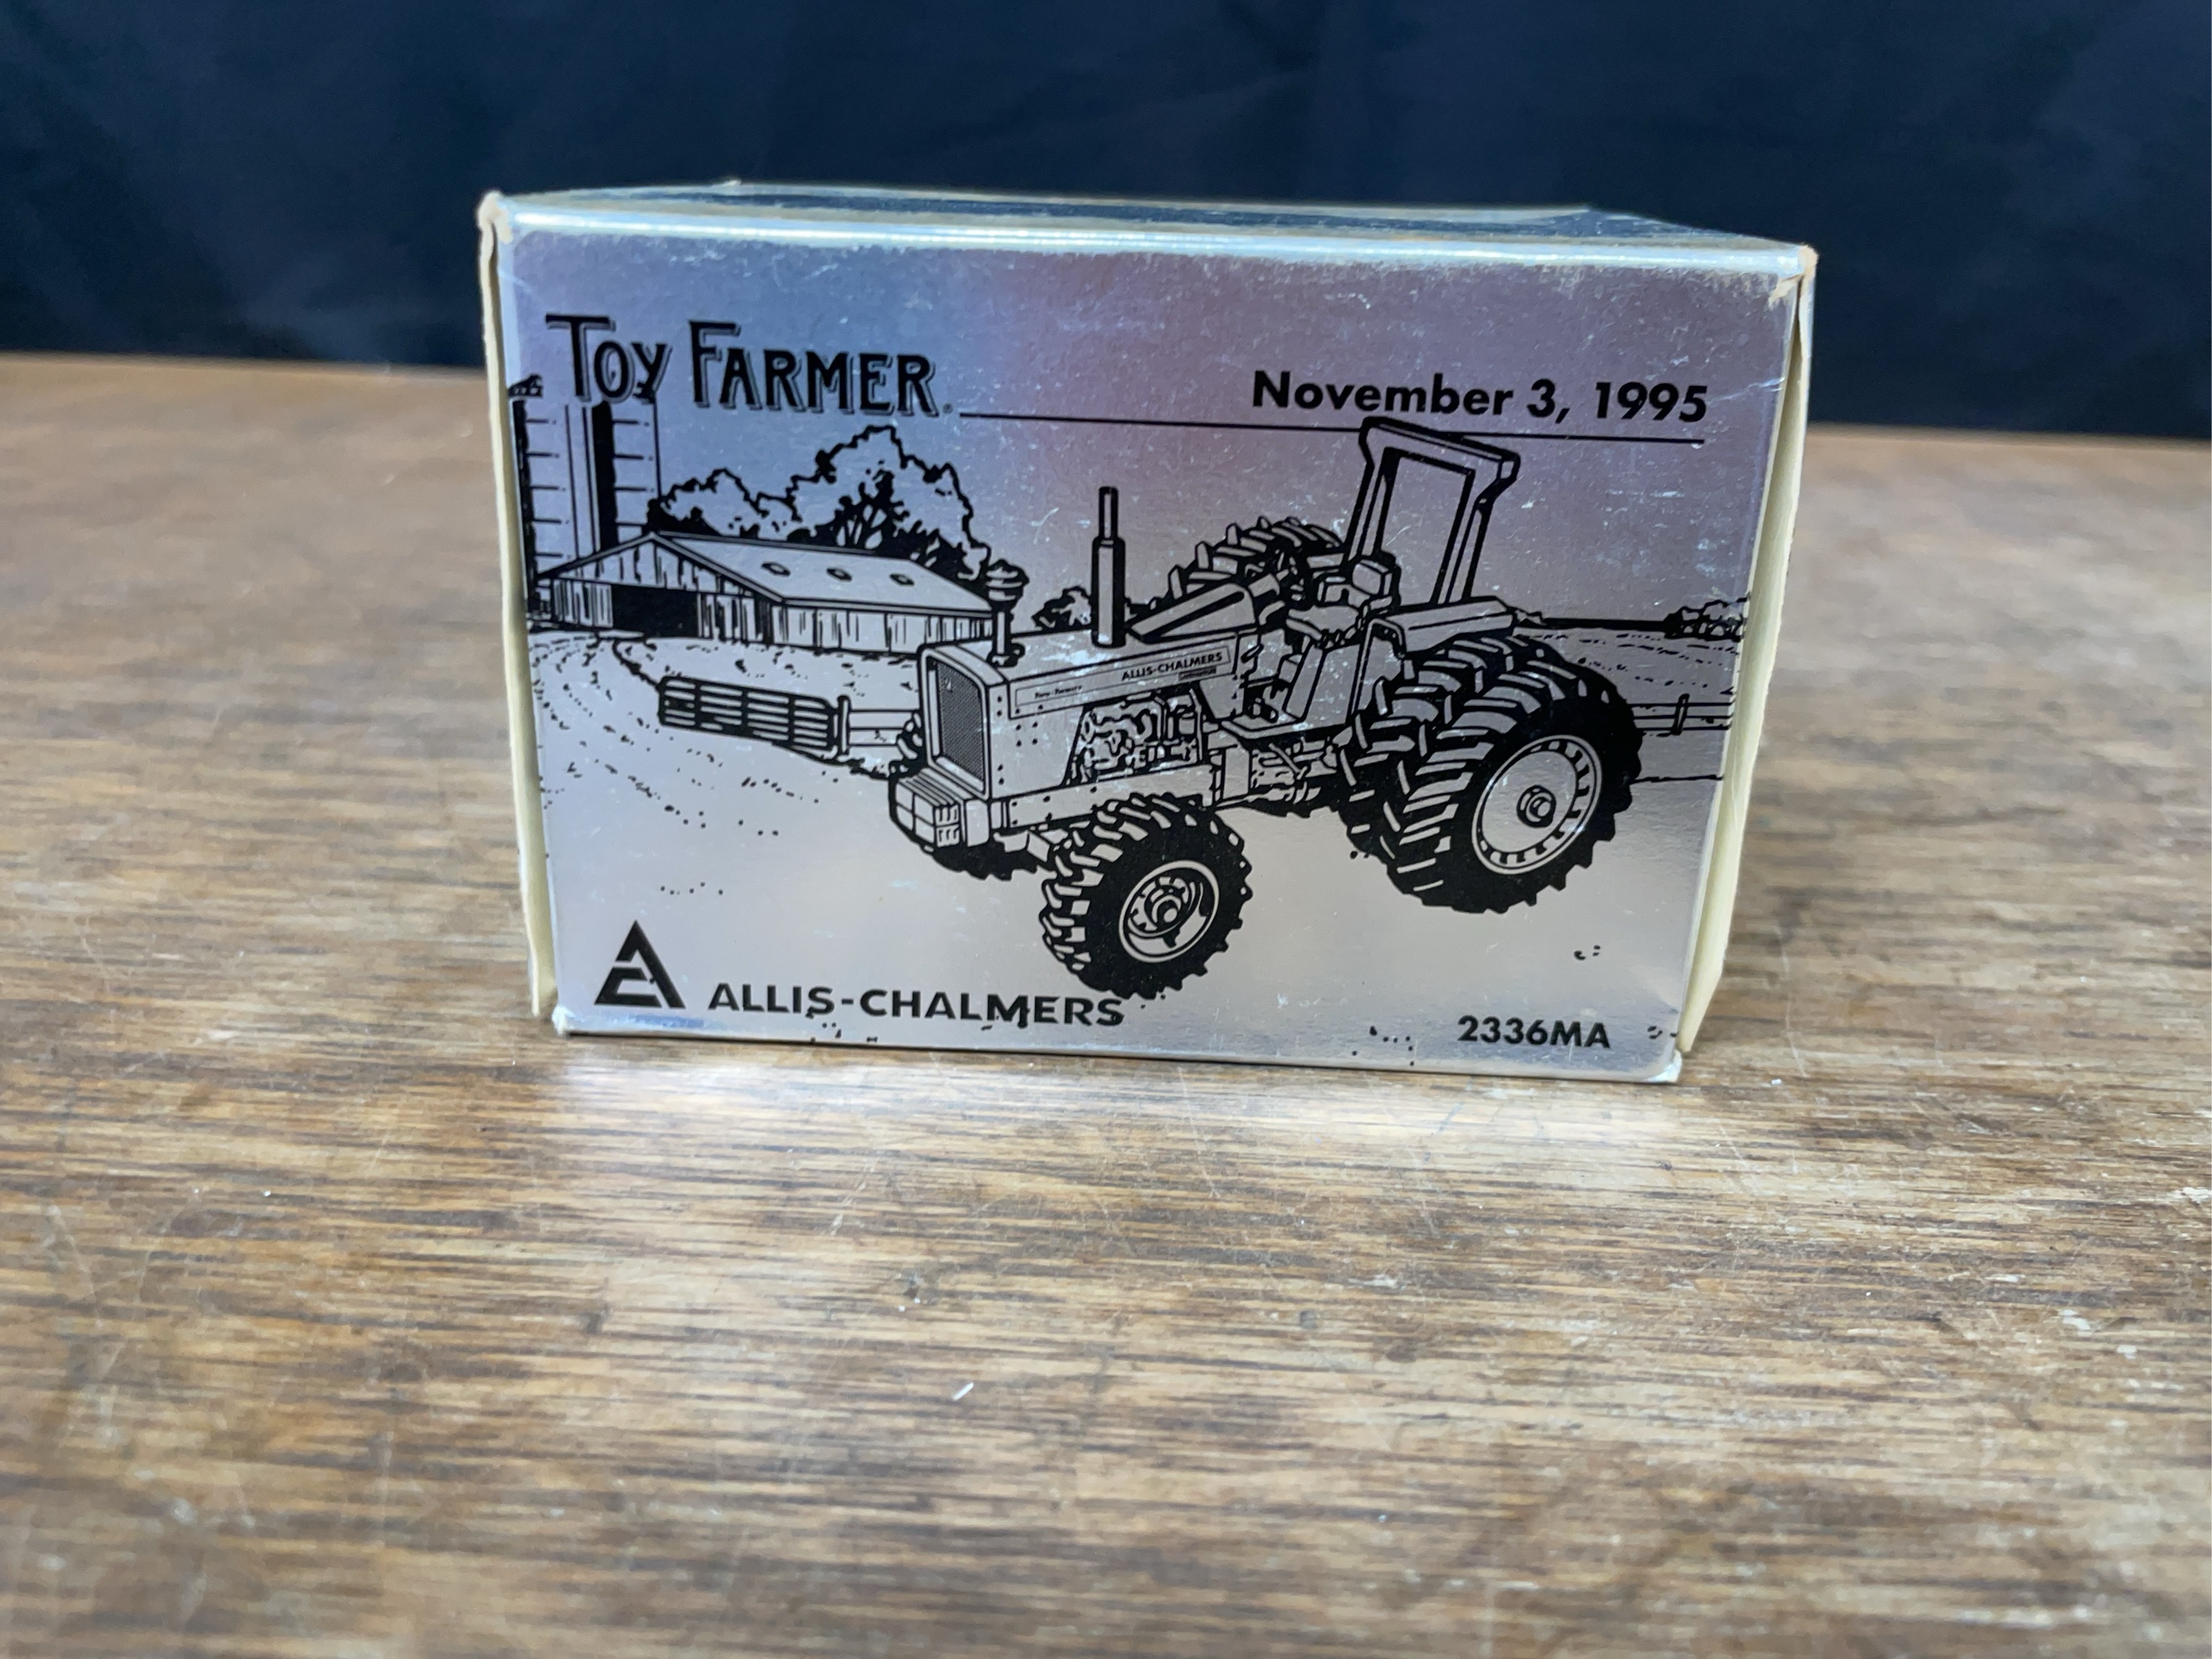 TOY FARMER
November 3, 1995
ALLIS-CHALMERS
ALLIS-CHALMERS
2336MA